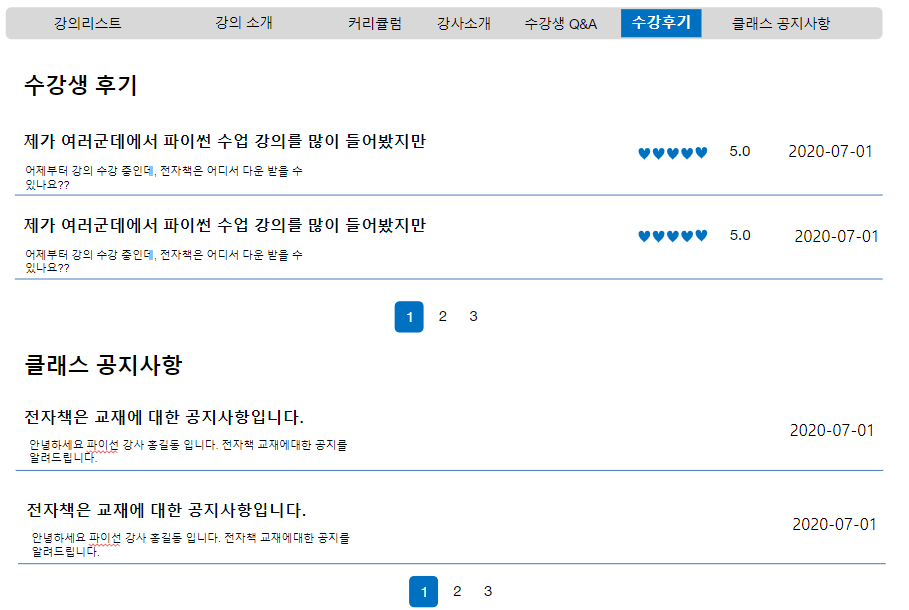 강의리스트 강의 소개 커리큘럼 강사소개 수강생 Q&A 수강후기 클래스 공지사항
수강생 후기
제가 여러군데에서 파이썬 수업 강의를 많이 들어봤지만
♥♥♥♥♥ 5.0 2020-07-01
어제부터 강의 수강 중인데, 전자책은 어디서 다운 받을 수
있나요??
제가 여러군데에서 파이썬 수업 강의를 많이 들어봤지만
♥♥♥♥♥ 5.0 2020-07-01
어제부터 강의 수강 중인데, 전자책은 어디서 다운 받을 수
있나요??
1 2 3
클래스 공지사항
전자책은 교재에 대한 공지사항입니다.
2020-07-01
안녕하세요 파이선 강사 홍길동 입니다. 전자책 교재에대한 공지를
알려드립니다.
전자책은 교재에 대한 공지사항입니다.
2020-07-01
안녕하세요 파이선 강사 홍길동 입니다. 전자책 교재에대한 공지를
알려드립니다.
1 2 3